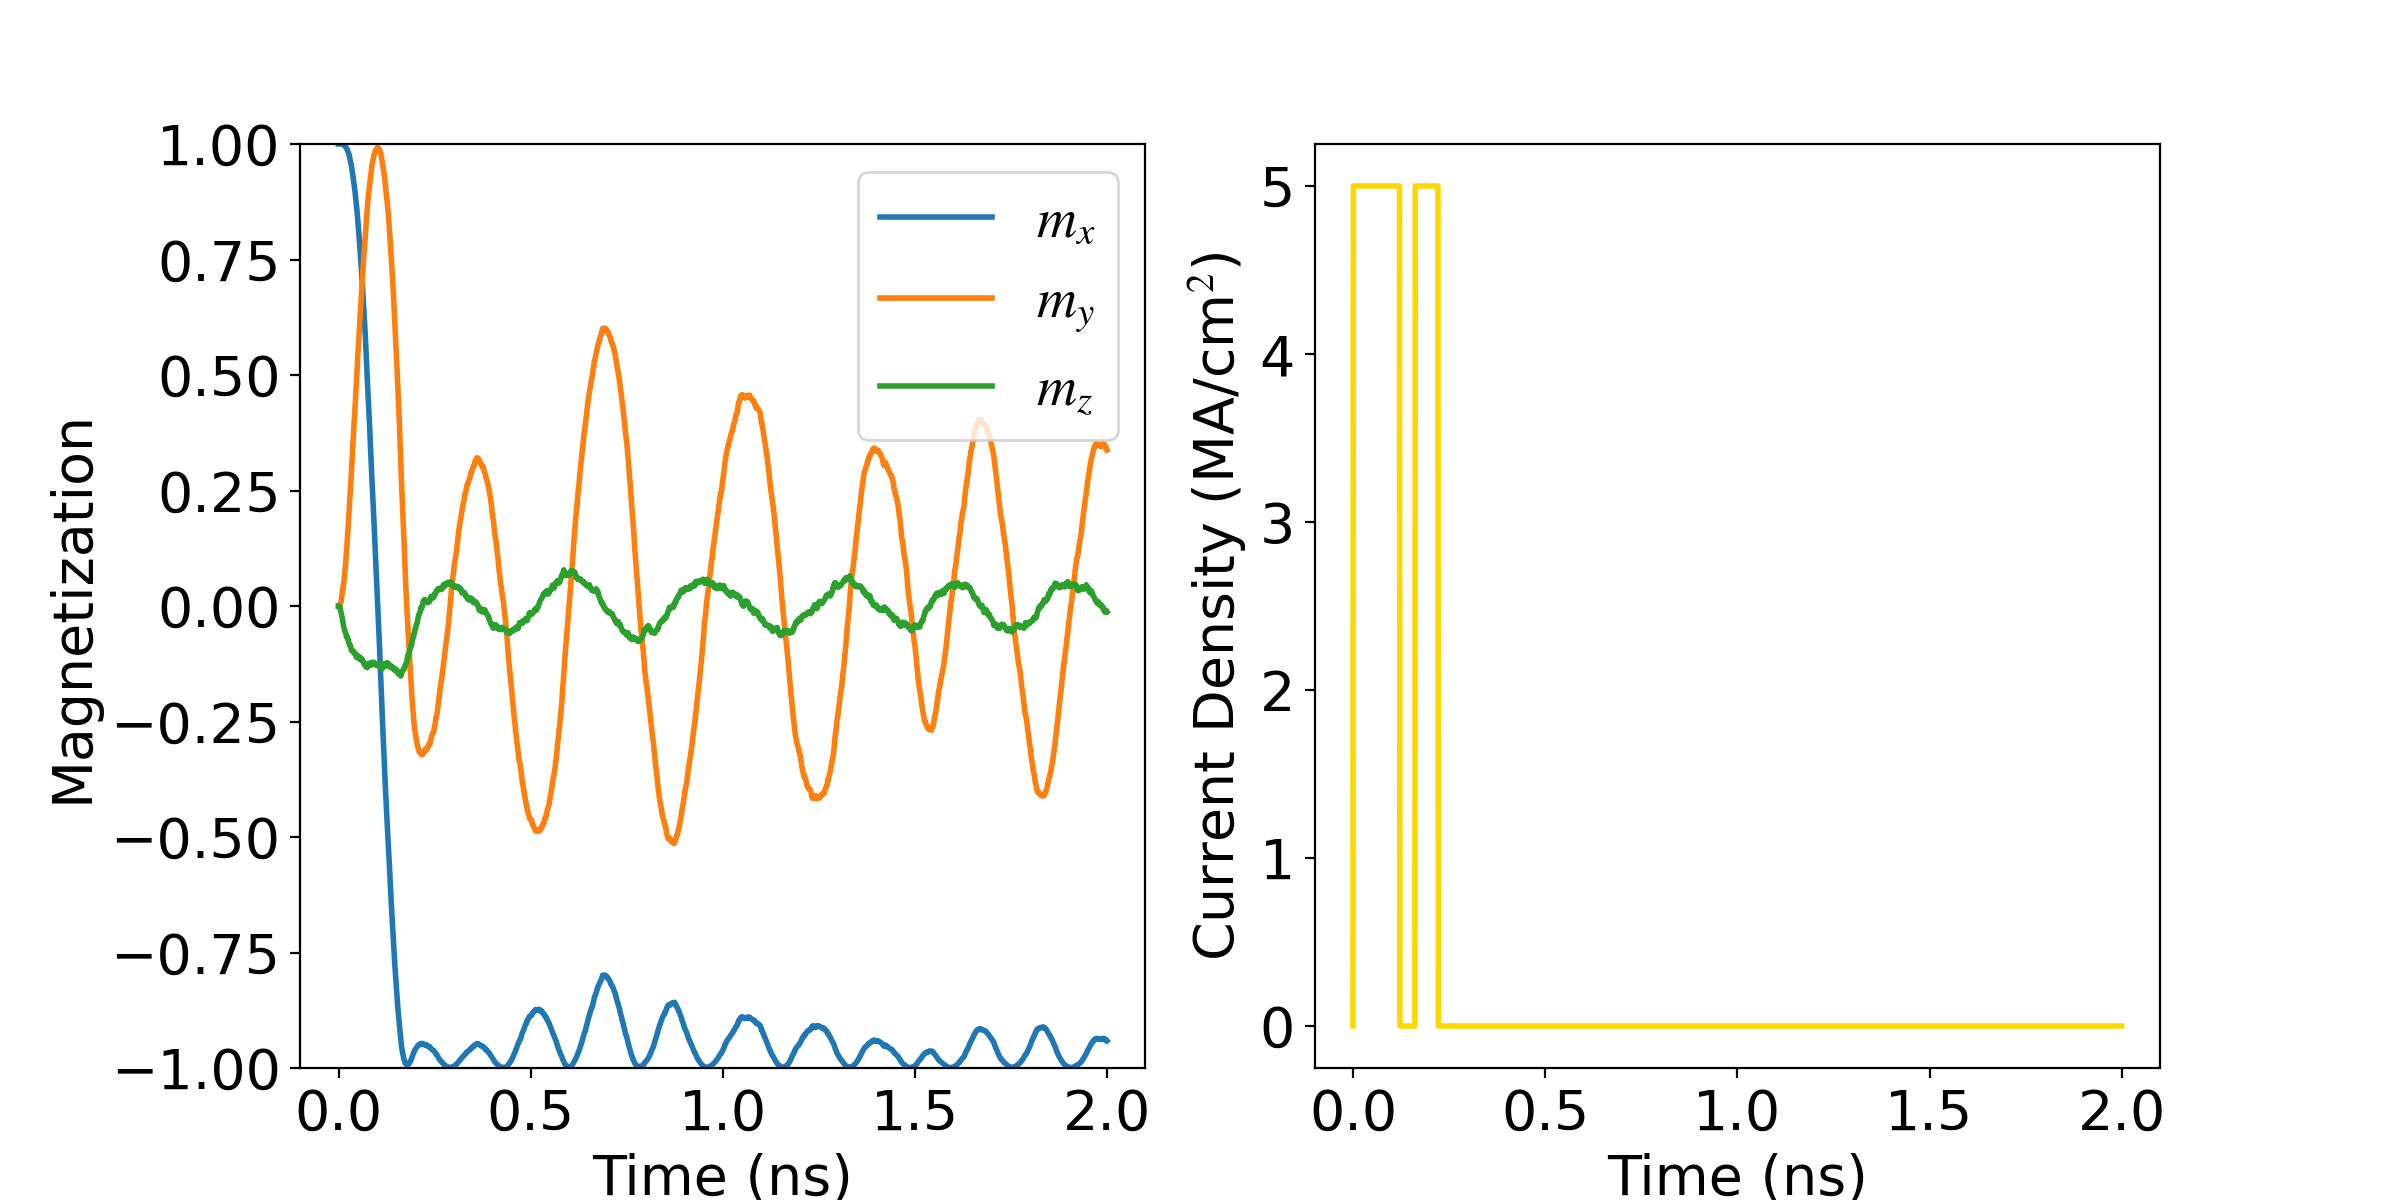 Magnetization
1.00
0.75
0.50
0.25
0.00
−0.25
−0.50
−0.75
−1.00
0.0 0.5 1.0 1.5 2.0
Time (ns)
m_x
m_y
m_z
Current Density (MA/cm²)
5
4
3
2
1
0
0.0 0.5 1.0 1.5 2.0
Time (ns)